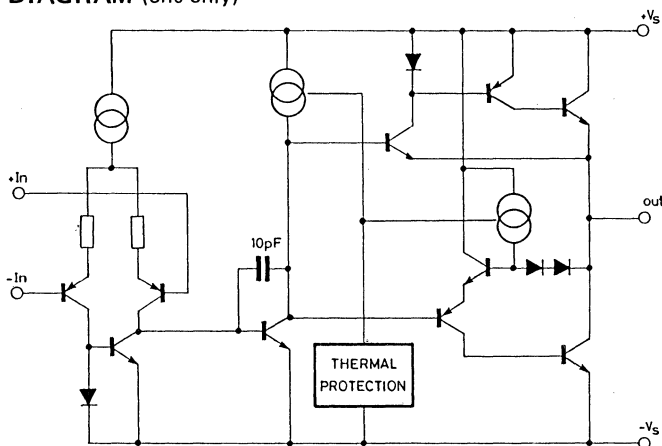 DIAGRAM (one only)
+Vs
+In
out
10pF
-In
THERMAL
PROTECTION
-Vs